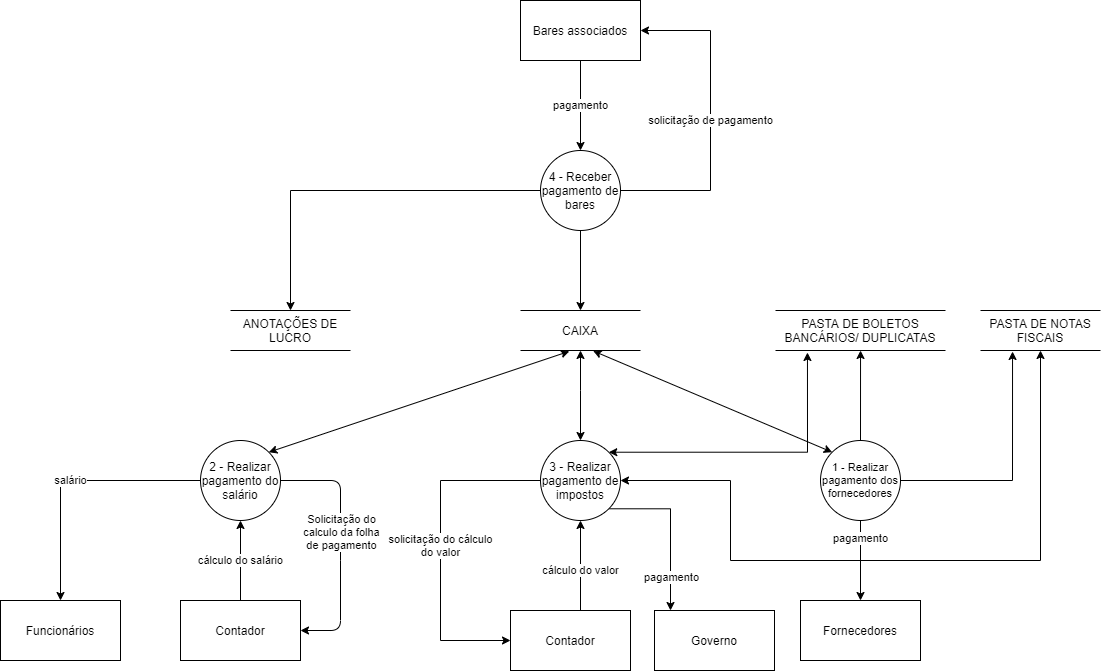 Bares associados
pagamento
solicitação de pagamento
4 - Receber
pagamento de
bares
ANOTAÇÕES DE
LUCRO
CAIXA
PASTA DE BOLETOS
BANCÁRIOS/ DUPLICATAS
PASTA DE NOTAS
FISCAIS
2 - Realizar
pagamento do
salário
3 - Realizar
pagamento de
impostos
1 - Realizar
pagamento dos
fornecedores
salário
Solicitação do
calculo da folha
de pagamento
solicitação do cálculo
do valor
pagamento
cálculo do salário
cálculo do valor
pagamento
Funcionários
Contador
Contador
Governo
Fornecedores